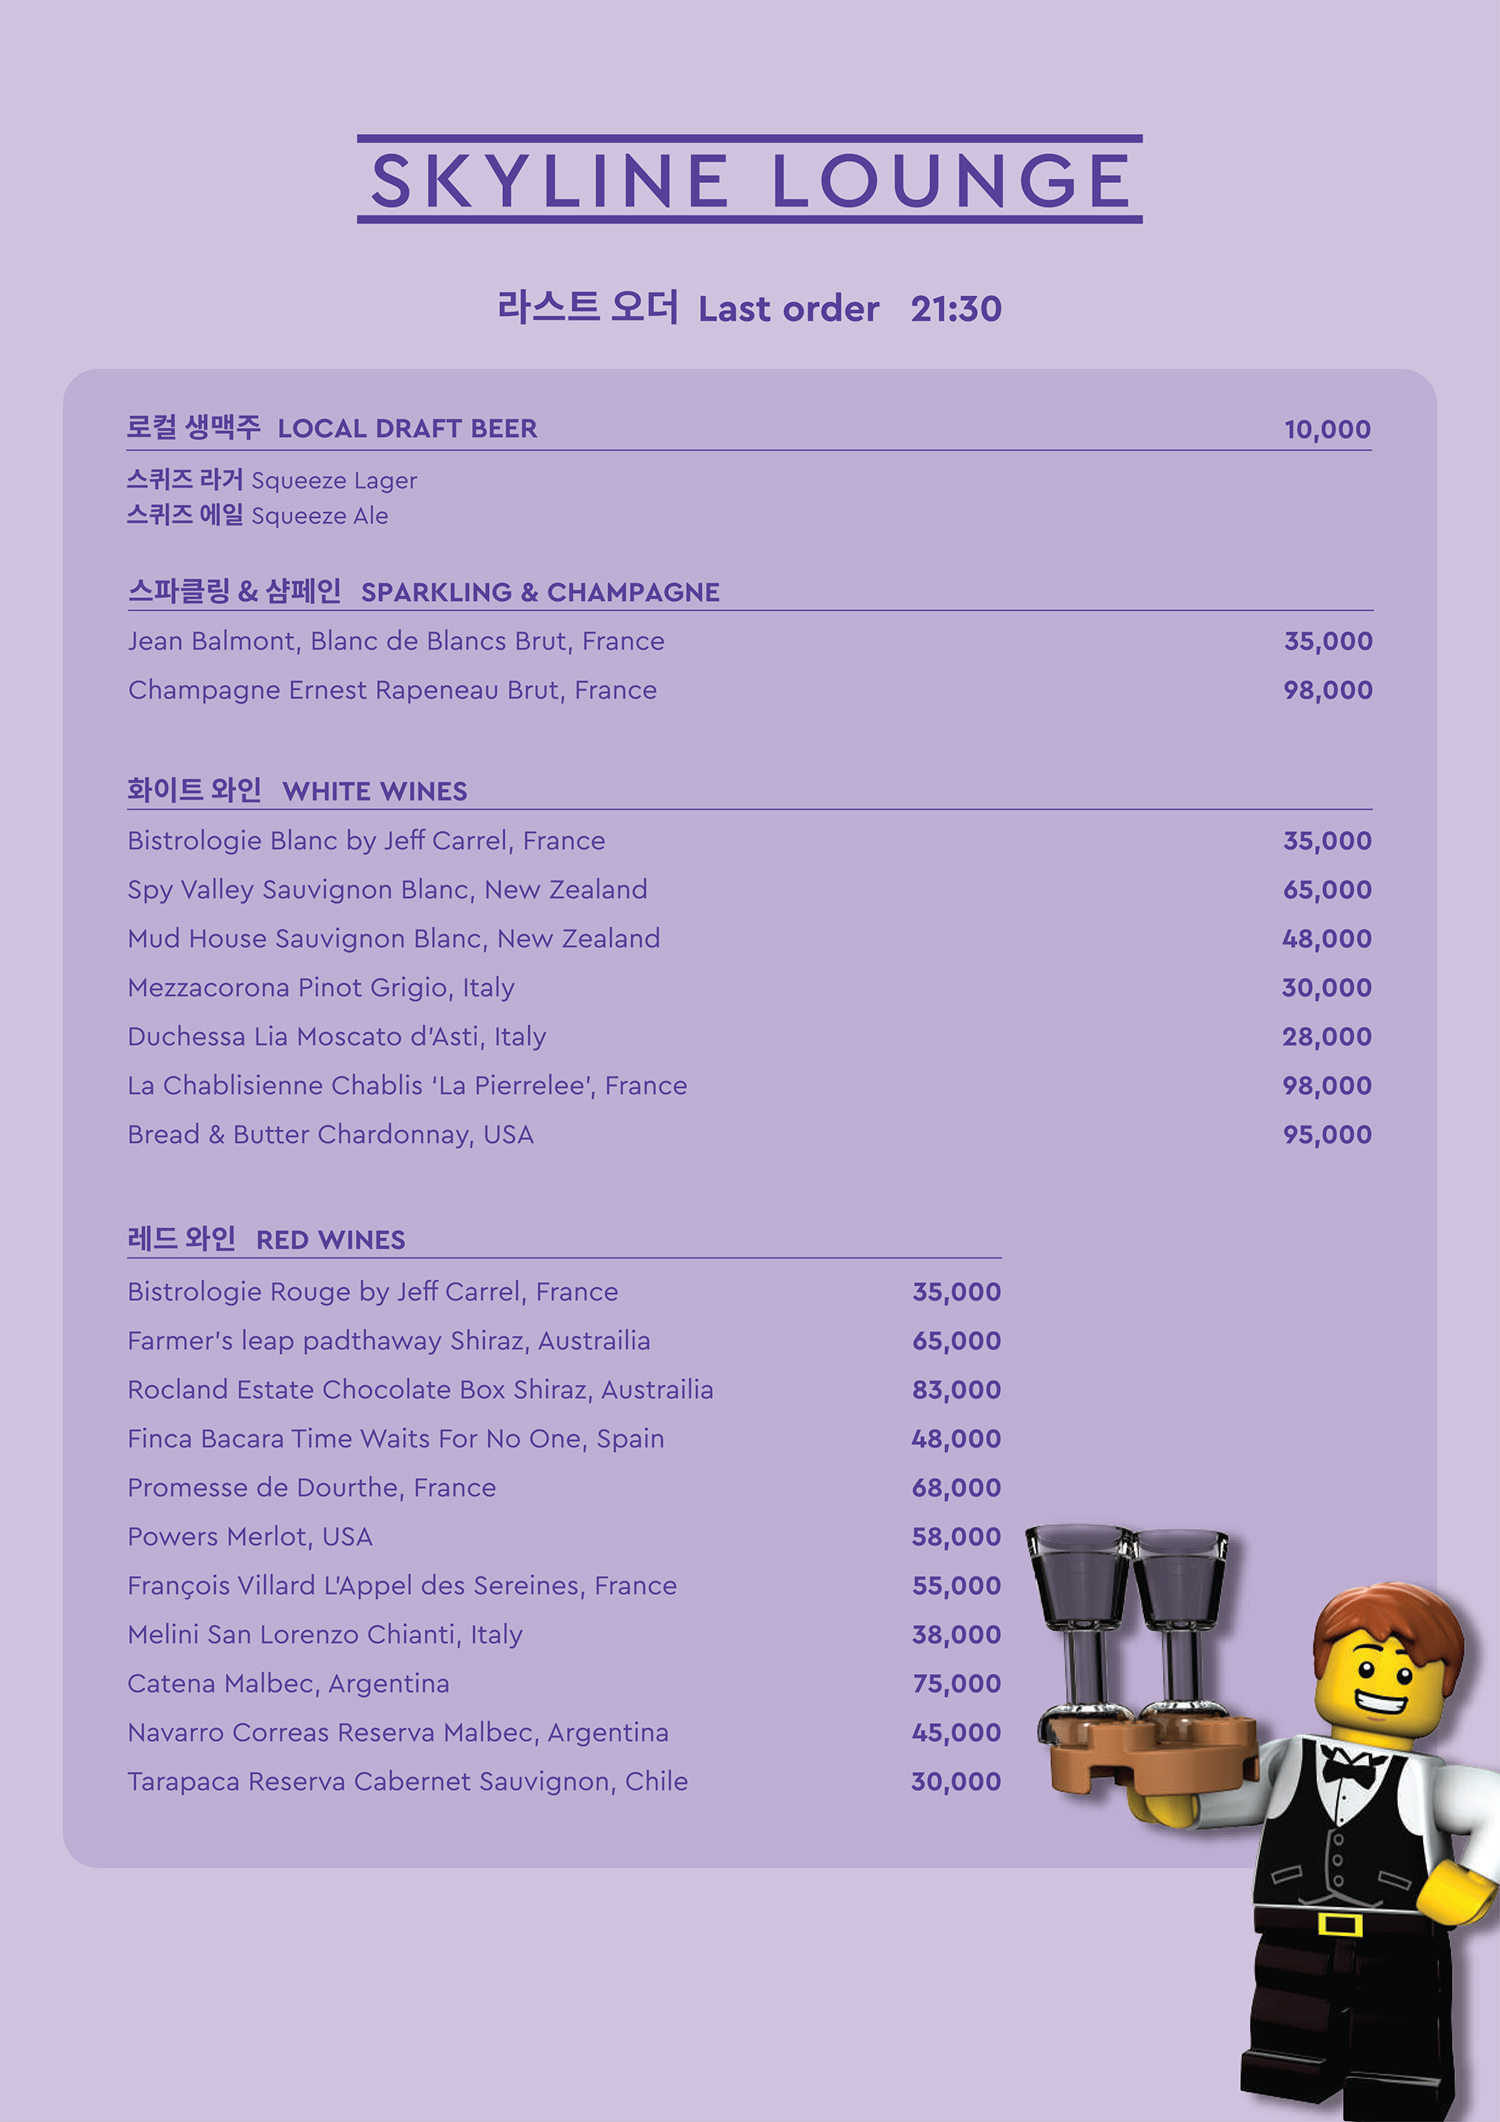 SKYLINE LOUNGE
라스트 오더 Last order 21:30
로컬 생맥주 LOCAL DRAFT BEER 10,000
스퀴즈 라거 Squeeze Lager
스퀴즈 에일 Squeeze Ale
스파클링 & 샴페인 SPARKLING & CHAMPAGNE
Jean Balmont, Blanc de Blancs Brut, France 35,000
Champagne Ernest Rapeneau Brut, France 98,000
화이트 와인 WHITE WINES
Bistrologie Blanc by Jeff Carrel, France 35,000
Spy Valley Sauvignon Blanc, New Zealand 65,000
Mud House Sauvignon Blanc, New Zealand 48,000
Mezzacorona Pinot Grigio, Italy 30,000
Duchessa Lia Moscato d'Asti, Italy 28,000
La Chablisienne Chablis ‘La Pierrelee’, France 98,000
Bread & Butter Chardonnay, USA 95,000
레드 와인 RED WINES
Bistrologie Rouge by Jeff Carrel, France 35,000
Farmer's leap padthaway Shiraz, Austrailia 65,000
Rocland Estate Chocolate Box Shiraz, Austrailia 83,000
Finca Bacara Time Waits For No One, Spain 48,000
Promesse de Dourthe, France 68,000
Powers Merlot, USA 58,000
François Villard L'Appel des Sereines, France 55,000
Melini San Lorenzo Chianti, Italy 38,000
Catena Malbec, Argentina 75,000
Navarro Correas Reserva Malbec, Argentina 45,000
Tarapaca Reserva Cabernet Sauvignon, Chile 30,000